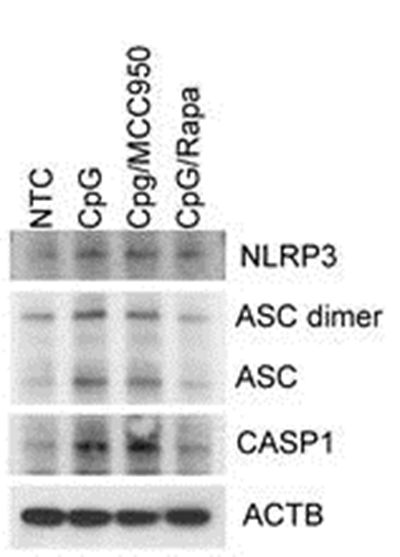 NTC
CpG
Cpg/MCC950
CpG/Rapa
NLRP3
ASC dimer
ASC
CASP1
ACTB